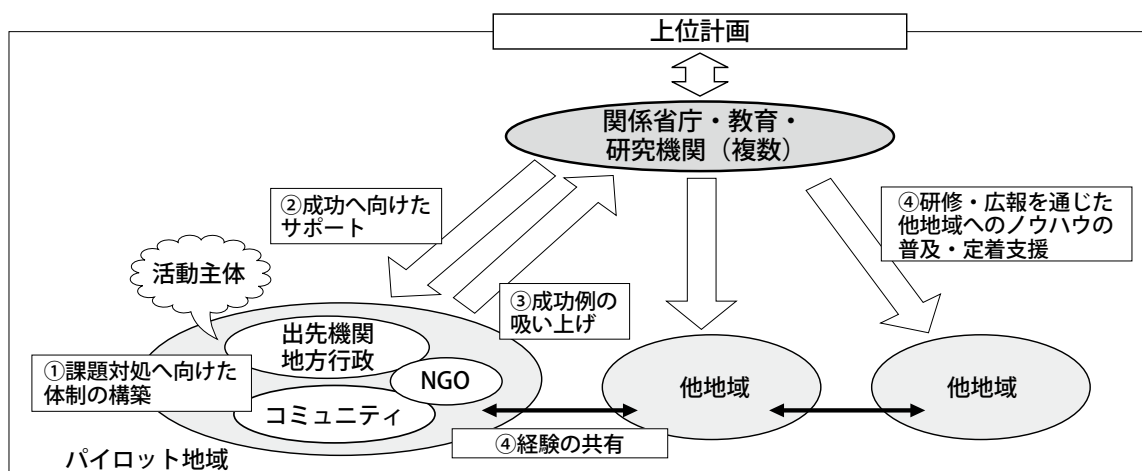 上位計画
関係省庁・教育・
研究機関（複数）
②成功へ向けた
サポート
④研修・広報を通じた
他地域へのノウハウの
普及・定着支援
活動主体
③成功例の
吸い上げ
出先機関
地方行政
①課題対処へ向けた
体制の構築
NGO
コミュニティ
他地域
他地域
④経験の共有
パイロット地域